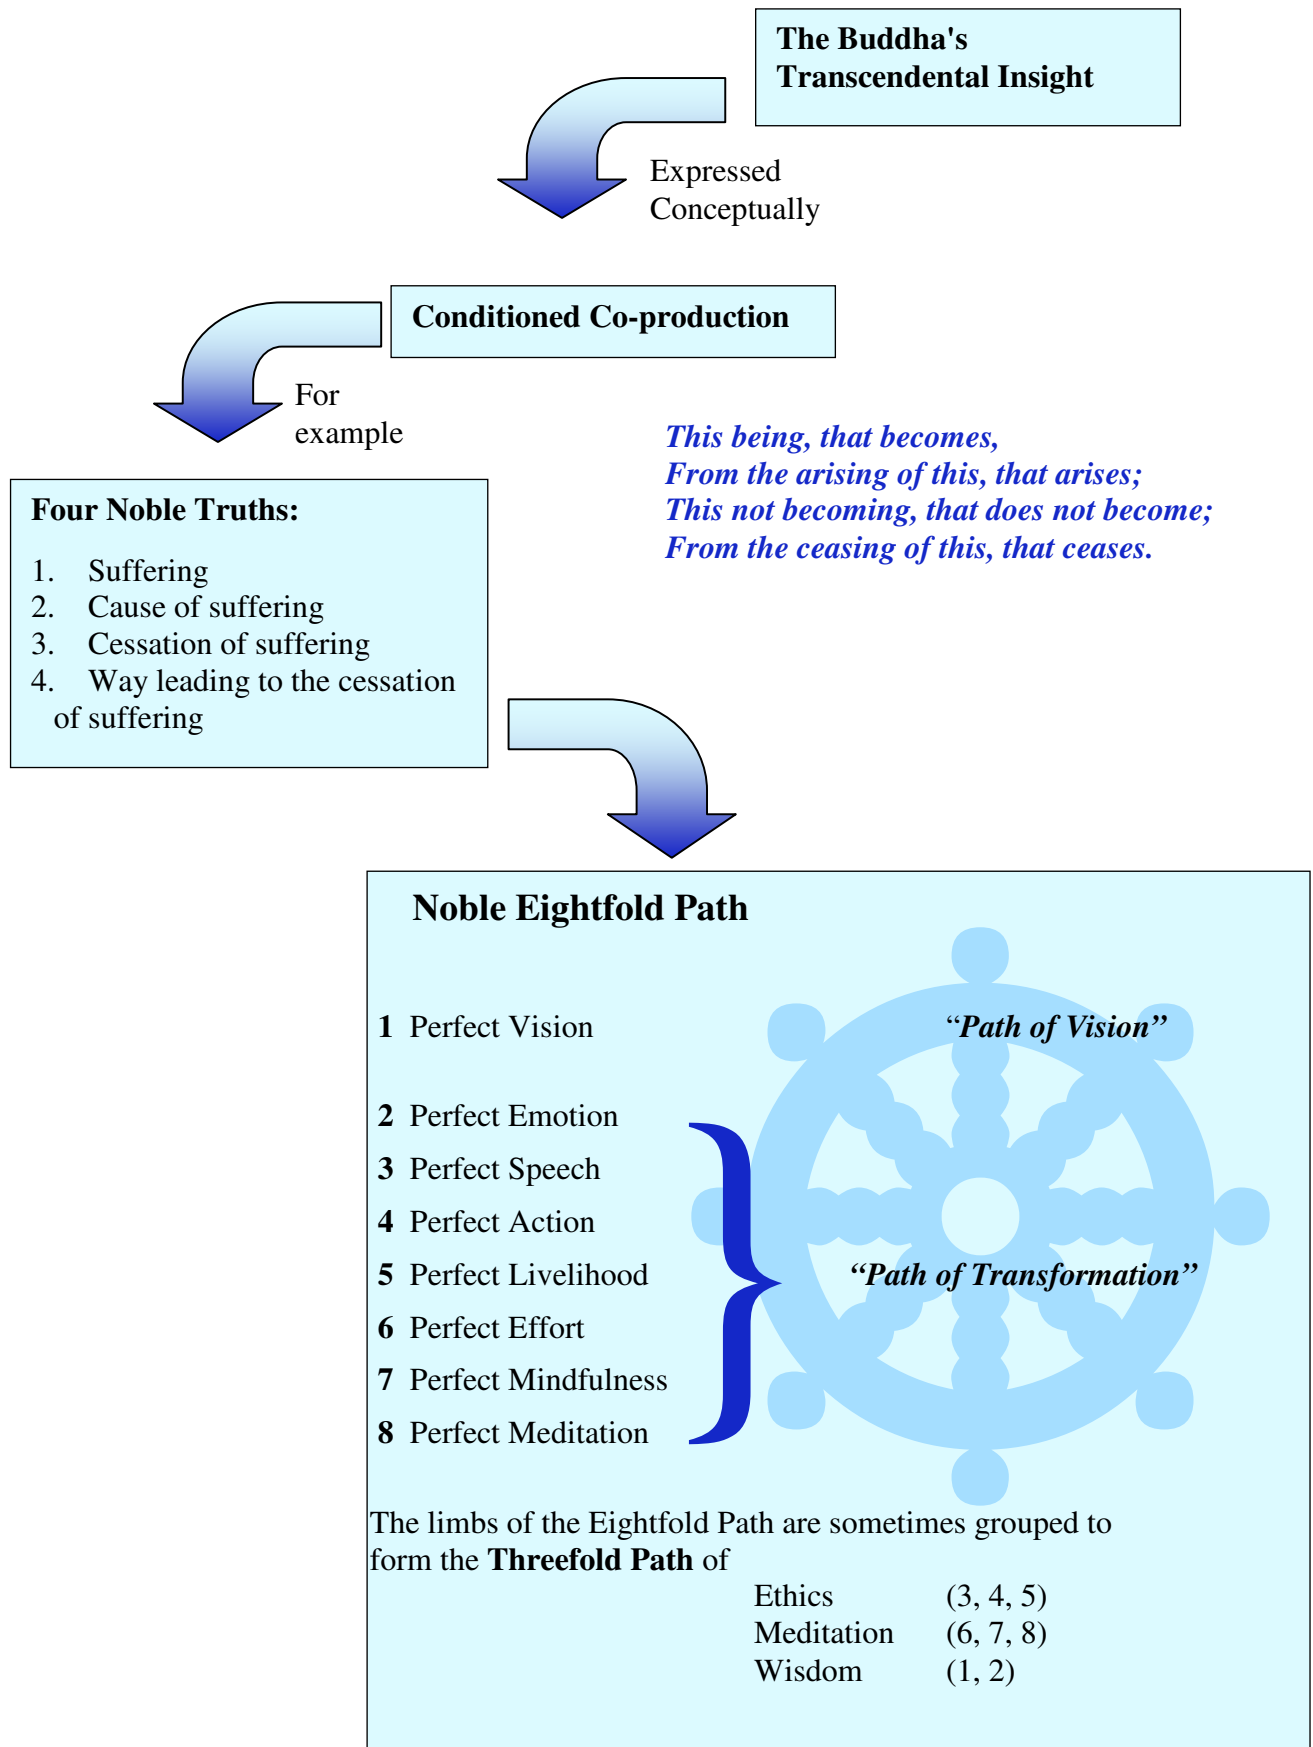 The Buddha's
Transcendental Insight
Expressed
Conceptually
Conditioned Co-production
For
example
This being, that becomes,
From the arising of this, that arises;
This not becoming, that does not become;
From the ceasing of this, that ceases.
Four Noble Truths:
1. Suffering
2. Cause of suffering
3. Cessation of suffering
4. Way leading to the cessation
of suffering
Noble Eightfold Path
1 Perfect Vision
“Path of Vision”
2 Perfect Emotion
3 Perfect Speech
4 Perfect Action
5 Perfect Livelihood
“Path of Transformation”
6 Perfect Effort
7 Perfect Mindfulness
8 Perfect Meditation
The limbs of the Eightfold Path are sometimes grouped to
form the Threefold Path of
Ethics (3, 4, 5)
Meditation (6, 7, 8)
Wisdom (1, 2)